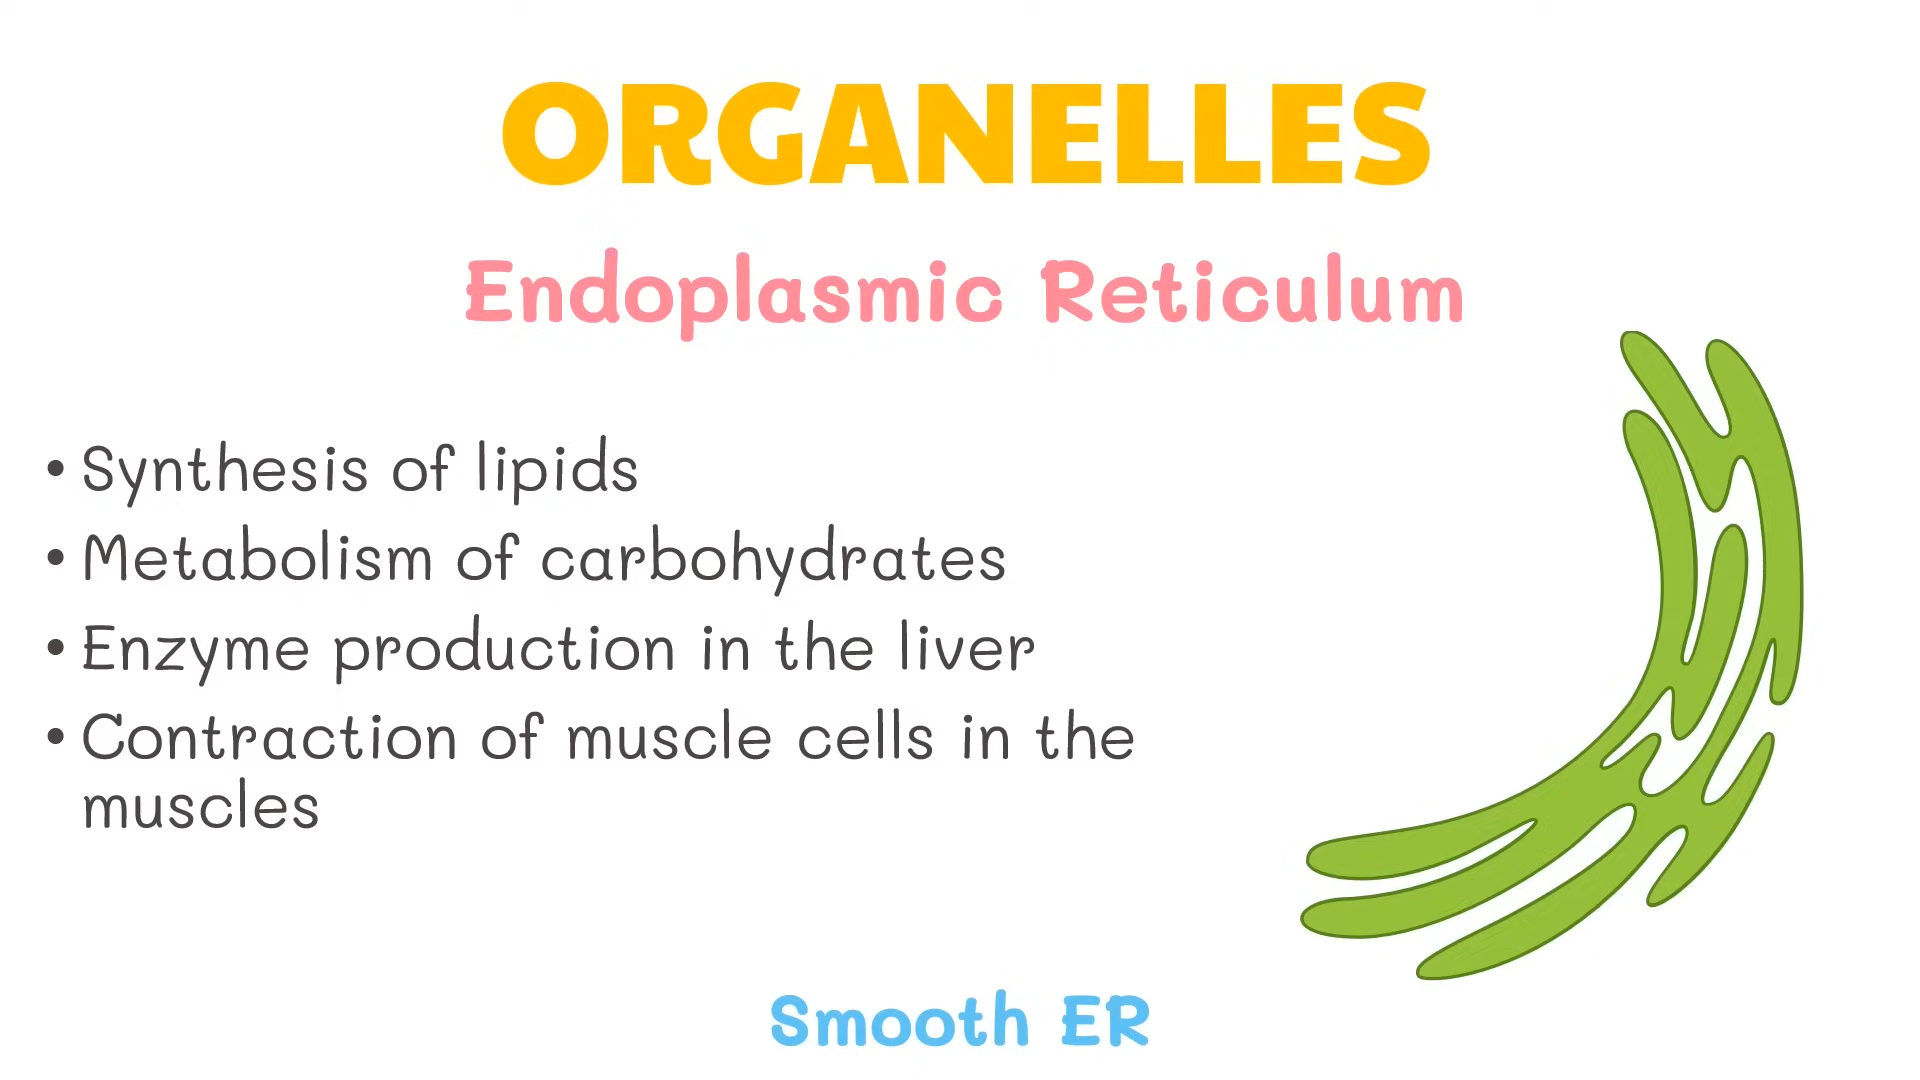 ORGANELLES
Endoplasmic Reticulum
• Synthesis of lipids
• Metabolism of carbohydrates
• Enzyme production in the liver
• Contraction of muscle cells in the
muscles
Smooth ER